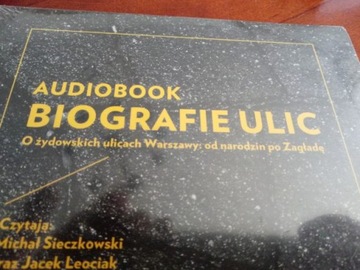 AUDIOBOOK
BIOGRAFIE ULIC
O żydowskich ulicach Warszawy: od narodzin po Zagładę
Czytają:
Michał Sieczkowski
oraz Jacek Leociak